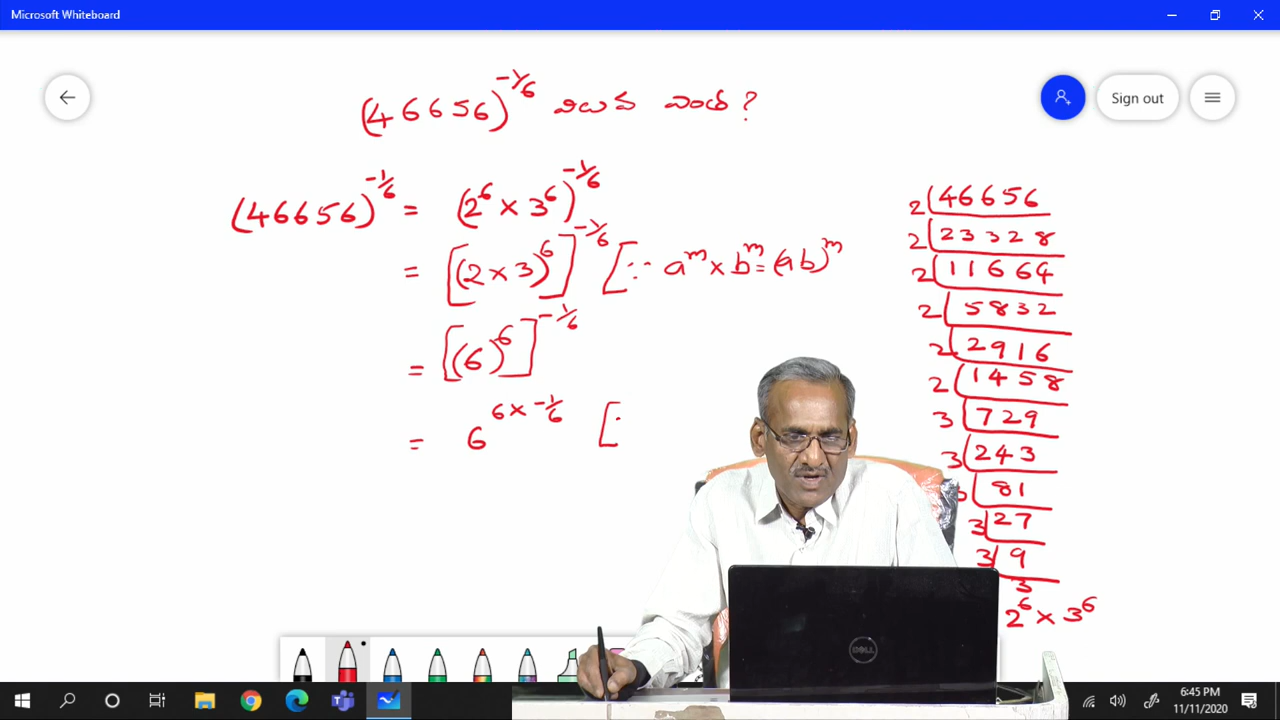 Microsoft Whiteboard
Sign out
(46656)^-1/6 విలువ ఎంత?
(46656)^-1/6 = (2^6 × 3^6)^-1/6
= [(2 × 3)^6]^-1/6 [∵ a^m × b^m = (ab)^m
= [(6)^6]^-1/6
= 6^6×-1/6 [:
2 | 46656
2 | 23328
2 | 11664
2 | 5832
2 | 2916
2 | 1458
3 | 729
3 | 243
3 | 81
3 | 27
3 | 9
3
2^6 × 3^6
DELL
6:45 PM
11/11/2020